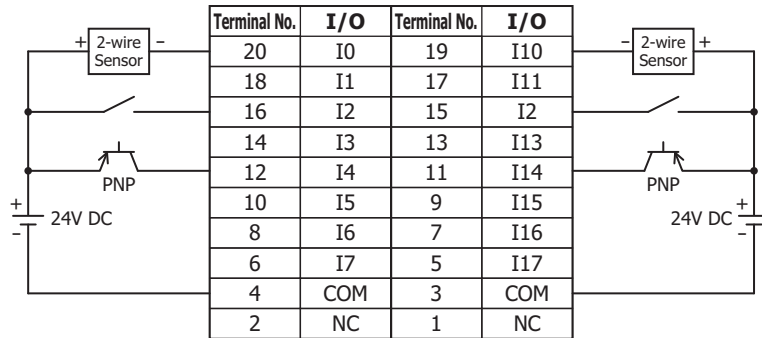 Terminal No. I/O Terminal No. I/O
+ 2-wire Sensor – 20 I0 19 I10 – 2-wire Sensor +
18 I1 17 I11
16 I2 15 I2
14 I3 13 I13
12 I4 11 I14
PNP PNP
10 I5 9 I15
+ 24V DC – 24V DC + –
8 I6 7 I16
6 I7 5 I17
4 COM 3 COM
2 NC 1 NC